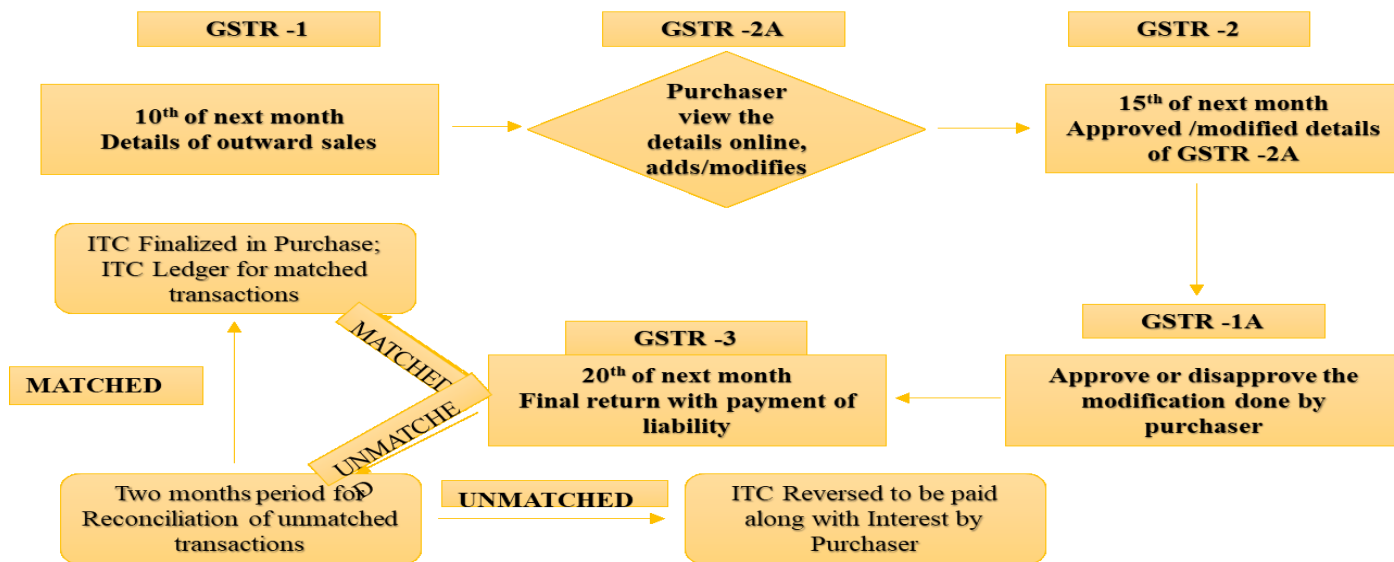 GSTR -1
GSTR -2A
GSTR -2
10th of next month
Details of outward sales
Purchaser
view the
details online,
adds/modifies
15th of next month
Approved /modified details
of GSTR -2A
ITC Finalized in Purchase;
ITC Ledger for matched
transactions
GSTR -1A
Approve or disapprove the
modification done by
purchaser
GSTR -3
20th of next month
Final return with payment of
liability
MATCHED
UNMATCHE
D
MATCHED
Two months period for
Reconciliation of unmatched
transactions
UNMATCHED
ITC Reversed to be paid
along with Interest by
Purchaser